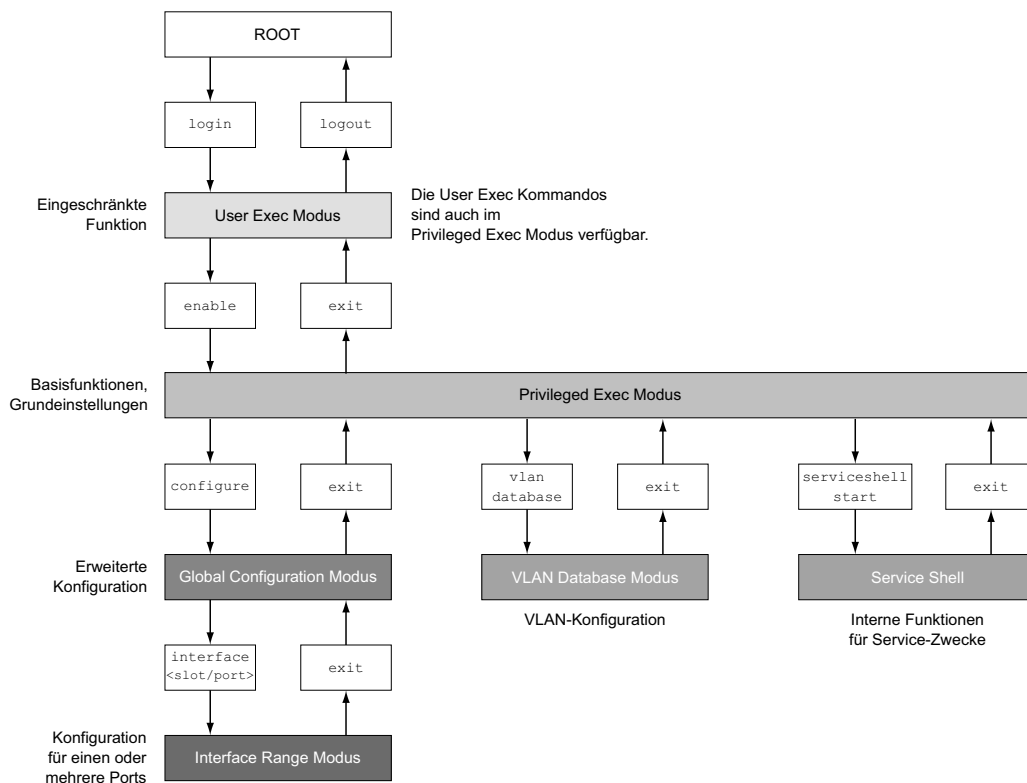 ROOT
login
logout
Eingeschränkte
Funktion
User Exec Modus
Die User Exec Kommandos
sind auch im
Privileged Exec Modus verfügbar.
enable
exit
Basisfunktionen,
Grundeinstellungen
Privileged Exec Modus
configure
exit
vlan
database
exit
serviceshell
start
exit
Erweiterte
Konfiguration
Global Configuration Modus
VLAN Database Modus
Service Shell
VLAN-Konfiguration
Interne Funktionen
für Service-Zwecke
interface
<slot/port>
exit
Konfiguration
für einen oder
mehrere Ports
Interface Range Modus